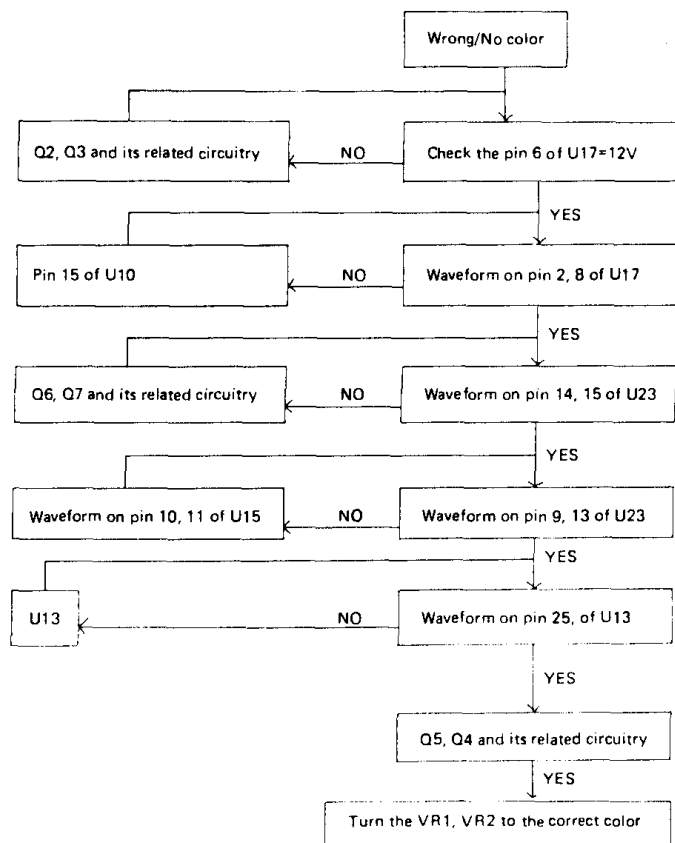 Wrong/No color
Q2, Q3 and its related circuitry
NO
Check the pin 6 of U17=12V
YES
Pin 15 of U10
NO
Waveform on pin 2, 8 of U17
YES
Q6, Q7 and its related circuitry
NO
Waveform on pin 14, 15 of U23
YES
Waveform on pin 10, 11 of U15
NO
Waveform on pin 9, 13 of U23
YES
U13
NO
Waveform on pin 25, of U13
YES
Q5, Q4 and its related circuitry
YES
Turn the VR1, VR2 to the correct color